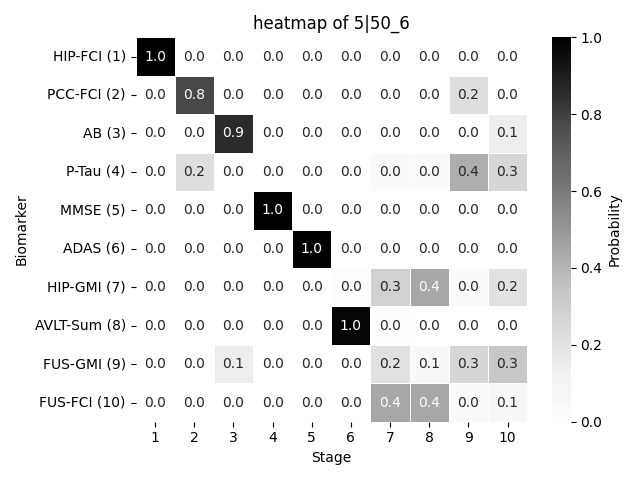 heatmap of 5|50_6
HIP-FCI (1) 1.0 0.0 0.0 0.0 0.0 0.0 0.0 0.0 0.0 0.0
PCC-FCI (2) 0.0 0.8 0.0 0.0 0.0 0.0 0.0 0.0 0.2 0.0
AB (3) 0.0 0.0 0.9 0.0 0.0 0.0 0.0 0.0 0.0 0.1
P-Tau (4) 0.0 0.2 0.0 0.0 0.0 0.0 0.0 0.0 0.4 0.3
MMSE (5) 0.0 0.0 0.0 1.0 0.0 0.0 0.0 0.0 0.0 0.0
ADAS (6) 0.0 0.0 0.0 0.0 1.0 0.0 0.0 0.0 0.0 0.0
HIP-GMI (7) 0.0 0.0 0.0 0.0 0.0 0.0 0.3 0.4 0.0 0.2
AVLT-Sum (8) 0.0 0.0 0.0 0.0 0.0 1.0 0.0 0.0 0.0 0.0
FUS-GMI (9) 0.0 0.0 0.1 0.0 0.0 0.0 0.2 0.1 0.3 0.3
FUS-FCI (10) 0.0 0.0 0.0 0.0 0.0 0.0 0.4 0.4 0.0 0.1
1 2 3 4 5 6 7 8 9 10
Stage
Biomarker
1.0
0.8
0.6
0.4
0.2
0.0
Probability